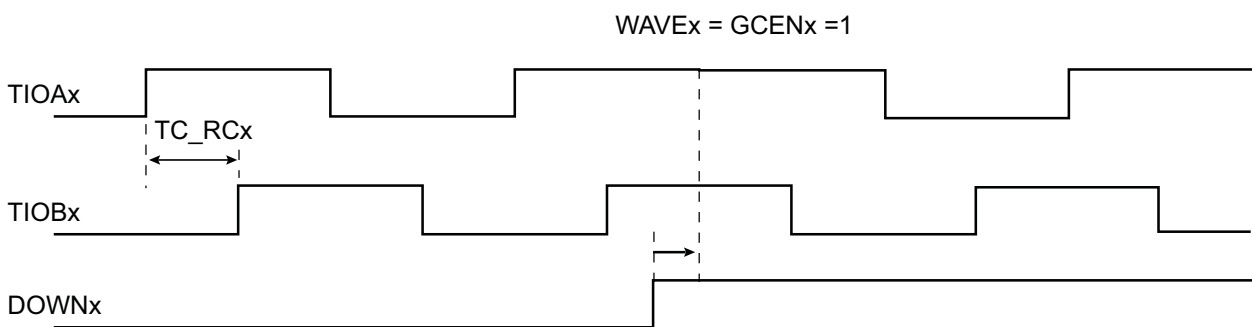 WAVEx = GCENx =1
TIOAx
TC_RCx
TIOBx
DOWNx